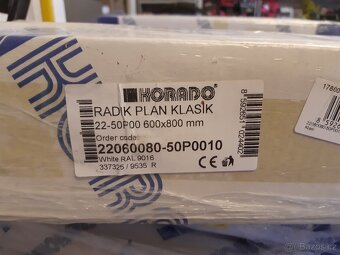 KORADO
RADIK PLAN KLASIK
22-50P00 600x800 mm
Order code:
22060080-50P0010
White RAL 9016
337325 / 9535 R
CE